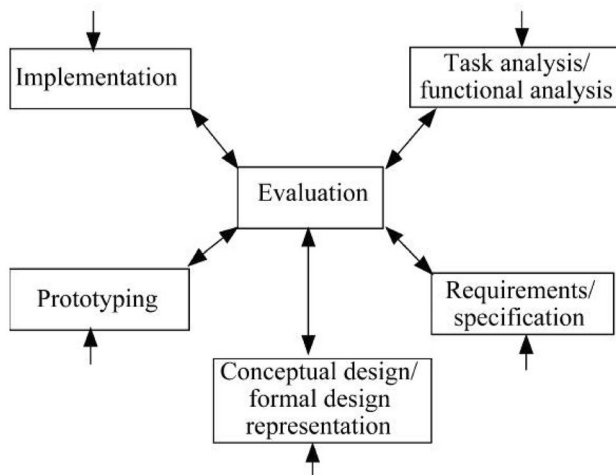 Implementation
Task analysis/
functional analysis
Evaluation
Prototyping
Requirements/
specification
Conceptual design/
formal design
representation